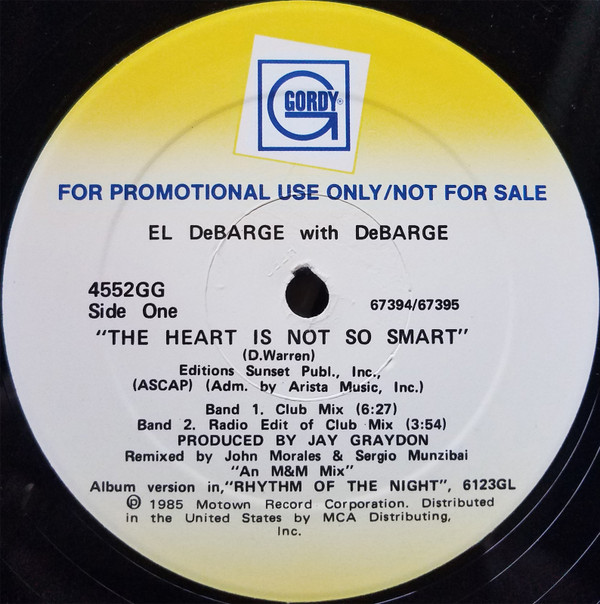 GORDY®
FOR PROMOTIONAL USE ONLY/NOT FOR SALE
EL DeBARGE with DeBARGE
4552GG
Side One
67394/67395
"THE HEART IS NOT SO SMART"
(D.Warren)
Editions Sunset Publ., Inc.,
(ASCAP) (Adm. by Arista Music, Inc.)
Band 1. Club Mix (6:27)
Band 2. Radio Edit of Club Mix (3:54)
PRODUCED BY JAY GRAYDON
Remixed by John Morales & Sergio Munzibai
"An M&M Mix"
Album version in,"RHYTHM OF THE NIGHT", 6123GL
℗ 1985 Motown Record Corporation. Distributed
in the United States by MCA Distributing,
Inc.